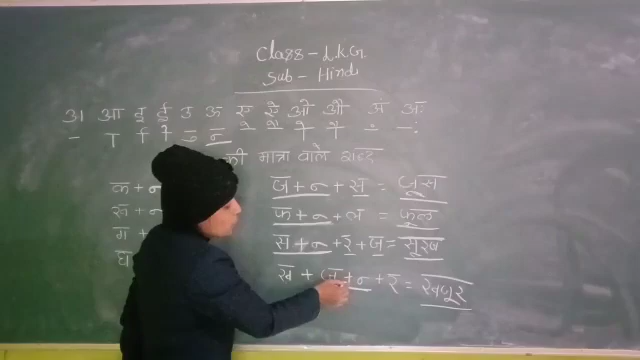 Class - L.K.G.
Sub - Hindi
अ आ इ ई उ ऊ ए ऐ ओ औ अं अः
- ा ि ी ु ू े ै ो ौ ं ः
की मात्रा वाले शब्द
क + ू
ज + ू + स = जूस
ख + ू
फ + ू + ल = फूल
ग +
स + ू + र + ज = सूरज
घ
ख + ज + ू + र = खजूर